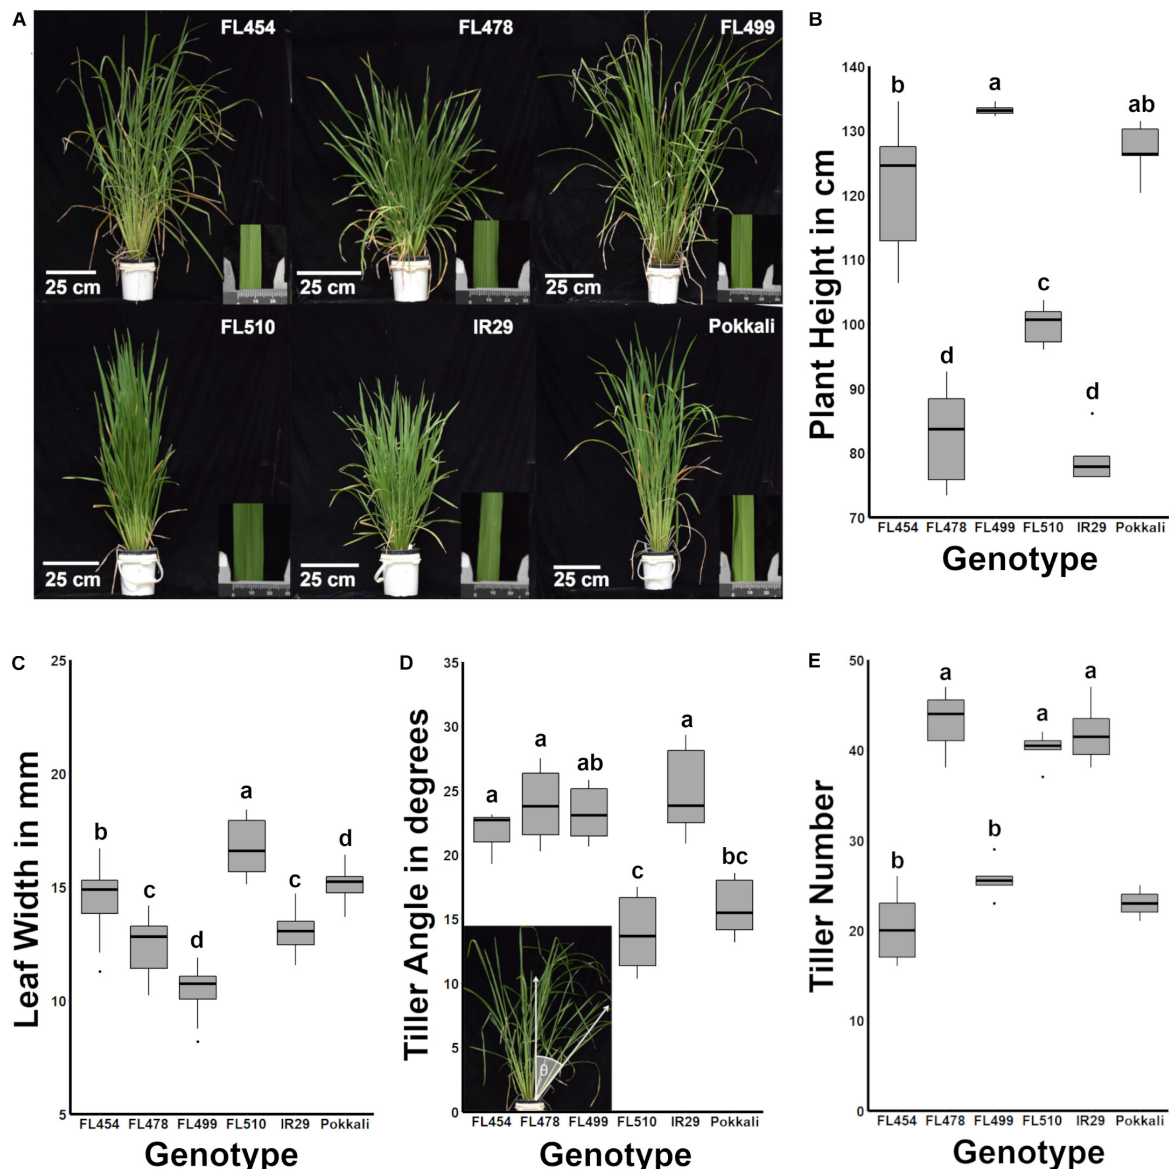 A
FL454
FL478
FL499
25 cm
25 cm
25 cm
FL510
IR29
Pokkali
25 cm
25 cm
25 cm
B
Plant Height in cm
140
130
120
110
100
90
80
70
b
d
a
c
d
ab
FL454 FL478 FL499 FL510 IR29 Pokkali
Genotype
C
Leaf Width in mm
25
20
15
10
5
b
c
d
a
c
d
FL454 FL478 FL499 FL510 IR29 Pokkali
Genotype
D
Tiller Angle in degrees
35
30
25
20
15
10
5
0
a
a
ab
c
a
bc
θ
FL454 FL478 FL499 FL510 IR29 Pokkali
Genotype
E
Tiller Number
50
40
30
20
10
0
b
a
b
a
a
FL454 FL478 FL499 FL510 IR29 Pokkali
Genotype